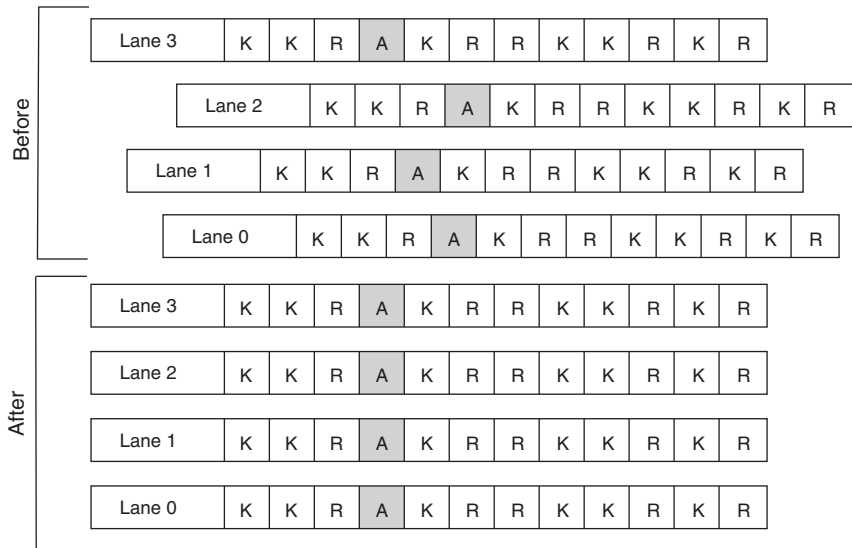 Before
Lane 3 K K R A K R R K K R K R
Lane 2 K K R A K R R K K R K R
Lane 1 K K R A K R R K K R K R
Lane 0 K K R A K R R K K R K R
After
Lane 3 K K R A K R R K K R K R
Lane 2 K K R A K R R K K R K R
Lane 1 K K R A K R R K K R K R
Lane 0 K K R A K R R K K R K R